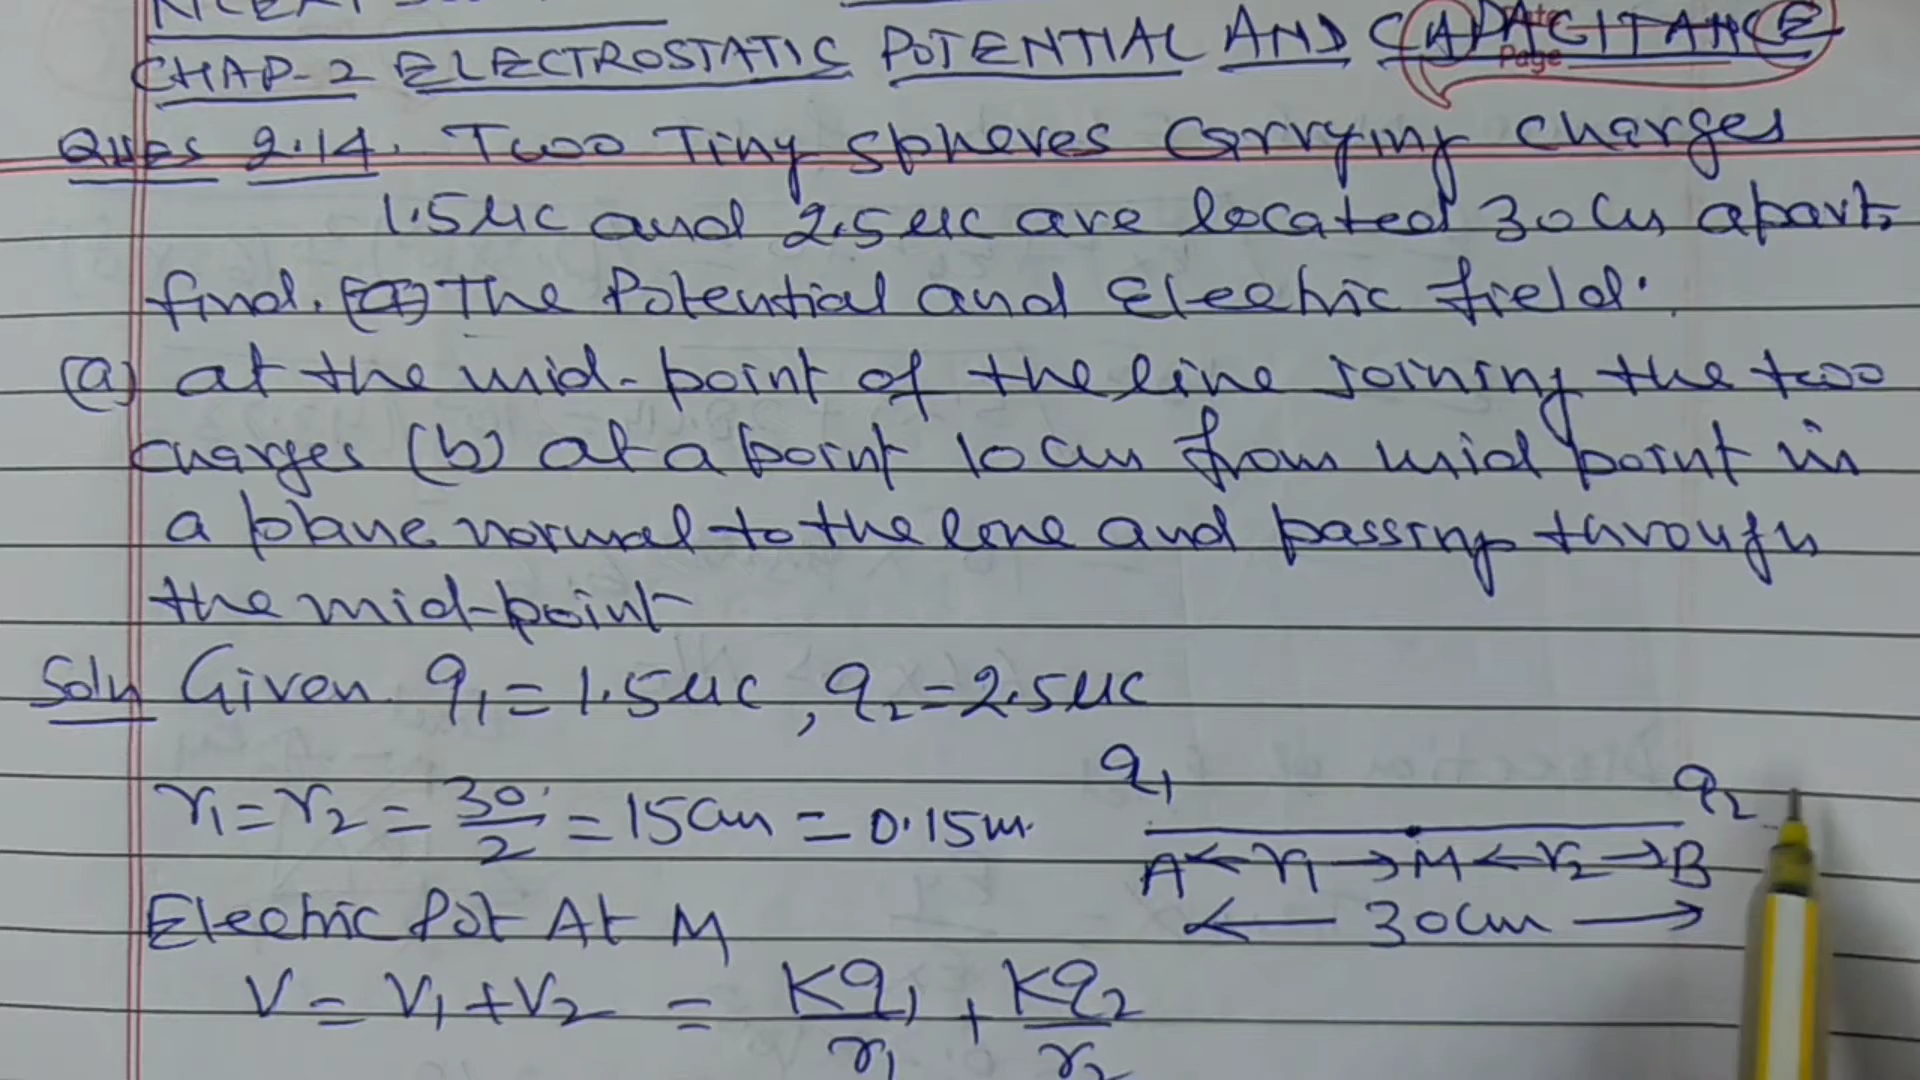 CHAP-2 ELECTROSTATIC POTENTIAL AND CAPACITANCE
Page
Ques 2.14. Two Tiny spheres Carrying charges
1.5μc and 2.5μc are located 30cm apart,
find. (a) The Potential and Electric field.
(a) at the mid-point of the line Joining the two
charges (b) at a point 10cm from mid point in
a plane normal to the line and passing through
the mid-point
Soln Given q₁ = 1.5μc, q₂ = 2.5μc
q₁ q₂
r₁ = r₂ = 30/2 = 15cm = 0.15m.
A ← r₁ → M ← r₂ → B
← 30cm →
Electric Pot At M
V = V₁ + V₂ = Kq₁/r₁ + Kq₂/r₂